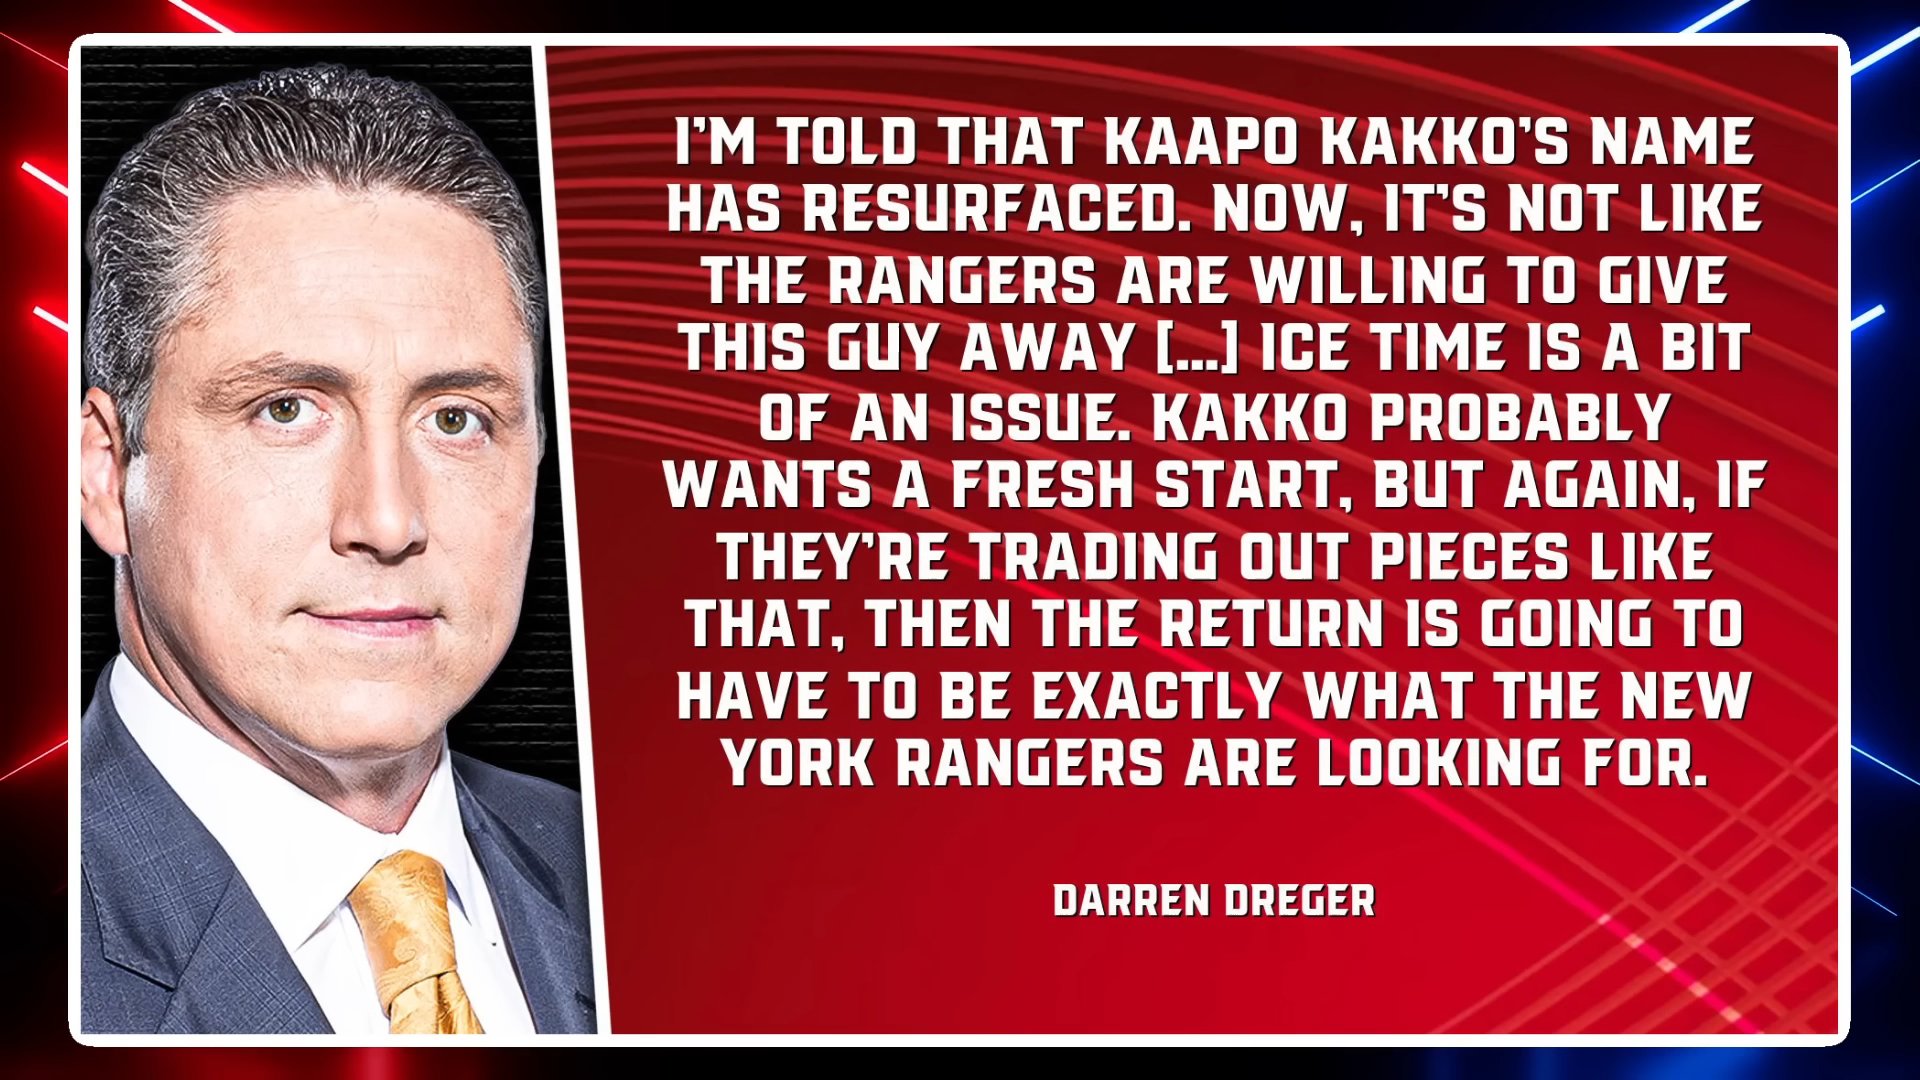 I'M TOLD THAT KAAPO KAKKO'S NAME
HAS RESURFACED. NOW, IT'S NOT LIKE
THE RANGERS ARE WILLING TO GIVE
THIS GUY AWAY [...] ICE TIME IS A BIT
OF AN ISSUE. KAKKO PROBABLY
WANTS A FRESH START, BUT AGAIN, IF
THEY'RE TRADING OUT PIECES LIKE
THAT, THEN THE RETURN IS GOING TO
HAVE TO BE EXACTLY WHAT THE NEW
YORK RANGERS ARE LOOKING FOR.
DARREN DREGER